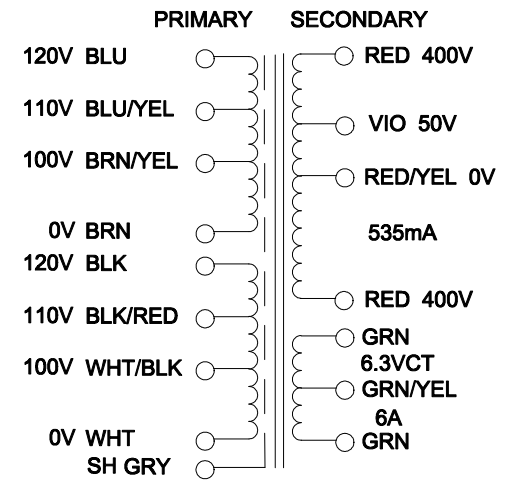 PRIMARY SECONDARY
120V BLU
110V BLU/YEL
100V BRN/YEL
0V BRN
120V BLK
110V BLK/RED
100V WHT/BLK
0V WHT
SH GRY
RED 400V
VIO 50V
RED/YEL 0V
535mA
RED 400V
GRN
6.3VCT
GRN/YEL
6A
GRN